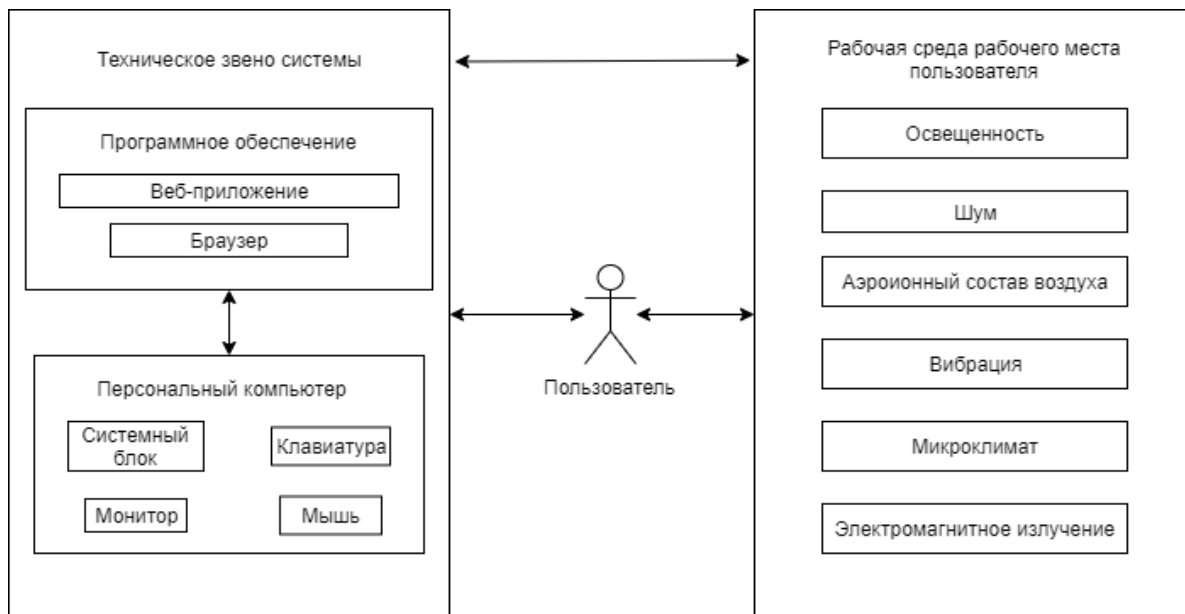 Техническое звено системы
Программное обеспечение
Веб-приложение
Браузер
Персональный компьютер
Системный
блок
Клавиатура
Монитор
Мышь
Пользователь
Рабочая среда рабочего места
пользователя
Освещенность
Шум
Аэроионный состав воздуха
Вибрация
Микроклимат
Электромагнитное излучение